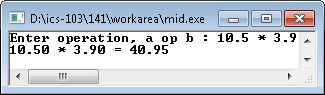 D:\ics-103\141\workarea\mid.exe
Enter operation, a op b : 10.5 * 3.9
10.50 * 3.90 = 40.95